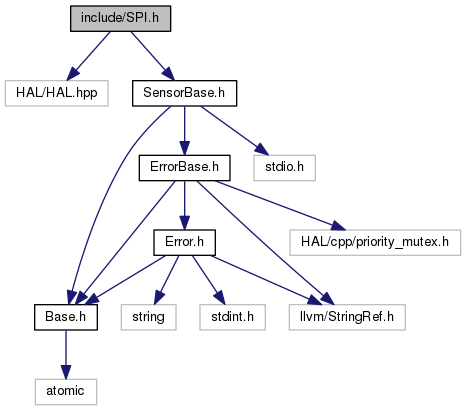 include/SPI.h
HAL/HAL.hpp
SensorBase.h
ErrorBase.h
stdio.h
Error.h
HAL/cpp/priority_mutex.h
Base.h
string
stdint.h
llvm/StringRef.h
atomic